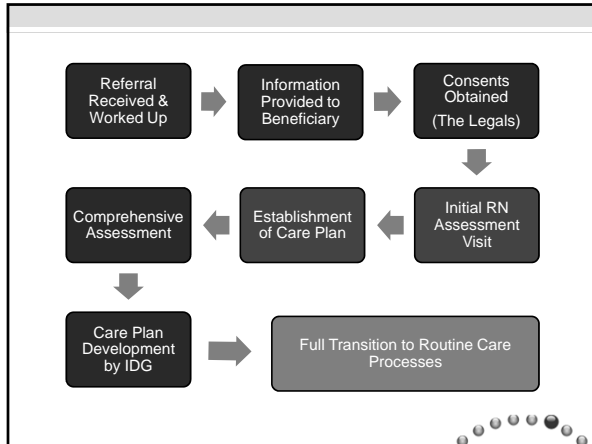 Referral
Received &
Worked Up
Information
Provided to
Beneficiary
Consents
Obtained
(The Legals)
Initial RN
Assessment
Visit
Establishment
of Care Plan
Comprehensive
Assessment
Care Plan
Development
by IDG
Full Transition to Routine Care
Processes